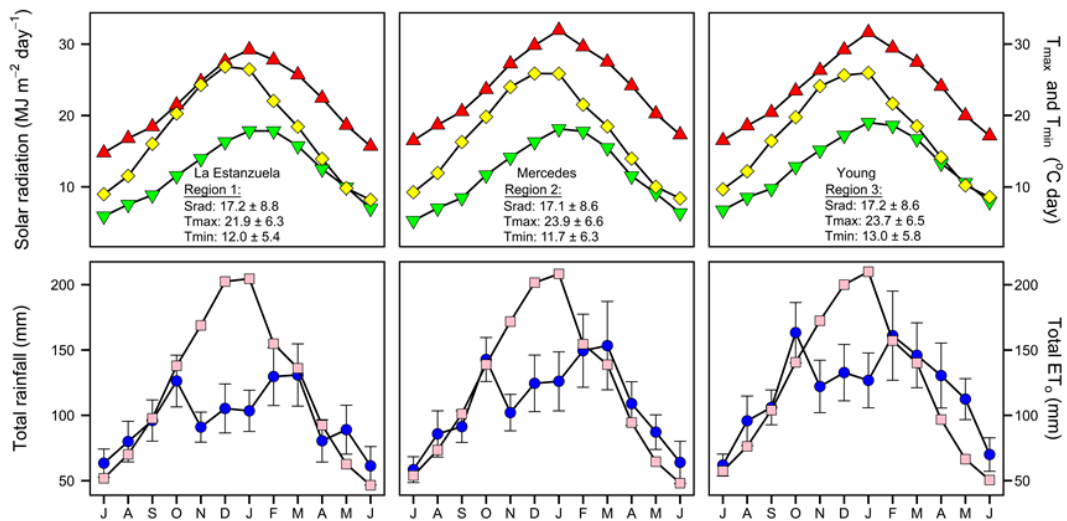 Solar radiation (MJ m⁻² day⁻¹)
30
20
10
La Estanzuela
Region 1:
Srad: 17.2 ± 8.8
Tmax: 21.9 ± 6.3
Tmin: 12.0 ± 5.4
Mercedes
Region 2:
Srad: 17.1 ± 8.6
Tmax: 23.9 ± 6.6
Tmin: 11.7 ± 6.3
Young
Region 3:
Srad: 17.2 ± 8.6
Tmax: 23.7 ± 6.5
Tmin: 13.0 ± 5.8
30
20
10
T max and T min (°C day)
Total rainfall (mm)
200
150
100
50
200
150
100
50
Total ETo (mm)
J A S O N D J F M A M J
J A S O N D J F M A M J
J A S O N D J F M A M J